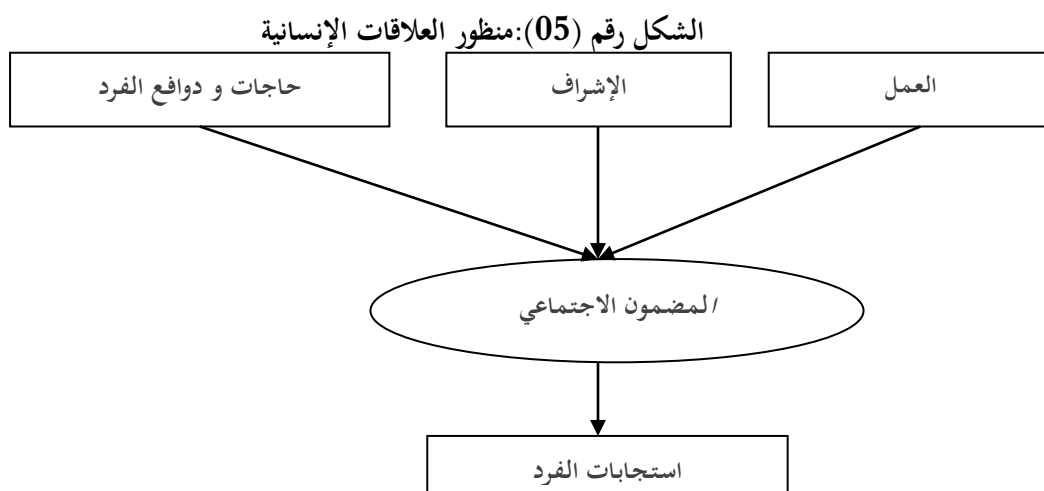 الشكل رقم (05):منظور العلاقات الإنسانية
العمل
الإشراف
حاجات و دوافع الفرد
المضمون الاجتماعي
استجابات الفرد